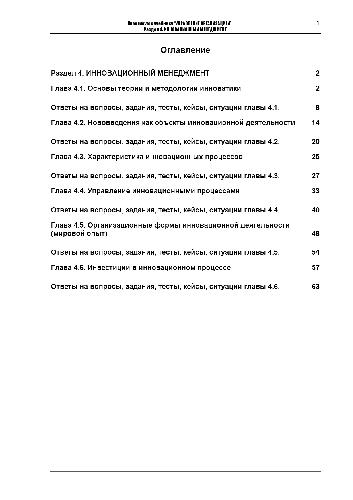 1
Оглавление
Раздел 4. ИННОВАЦИОННЫЙ МЕНЕДЖМЕНТ 2
Глава 4.1. Основы теории и методологии инноватики 2
Ответы на вопросы, задания, тесты, кейсы, ситуации главы 4.1. 8
Глава 4.2. Нововведения как объекты инновационной деятельности 14
Ответы на вопросы, задания, тесты, кейсы, ситуации главы 4.2. 20
Глава 4.3. Характеристика инновационных процессов 25
Ответы на вопросы, задания, тесты, кейсы, ситуации главы 4.3. 27
Глава 4.4. Управление инновационными процессами 33
Ответы на вопросы, задания, тесты, кейсы, ситуации главы 4.4. 40
Глава 4.5. Организационные формы инновационной деятельности
(мировой опыт) 48
Ответы на вопросы, задания, тесты, кейсы, ситуации главы 4.5. 54
Глава 4.6. Инвестиции в инновационном процессе 57
Ответы на вопросы, задания, тесты, кейсы, ситуации главы 4.6. 63